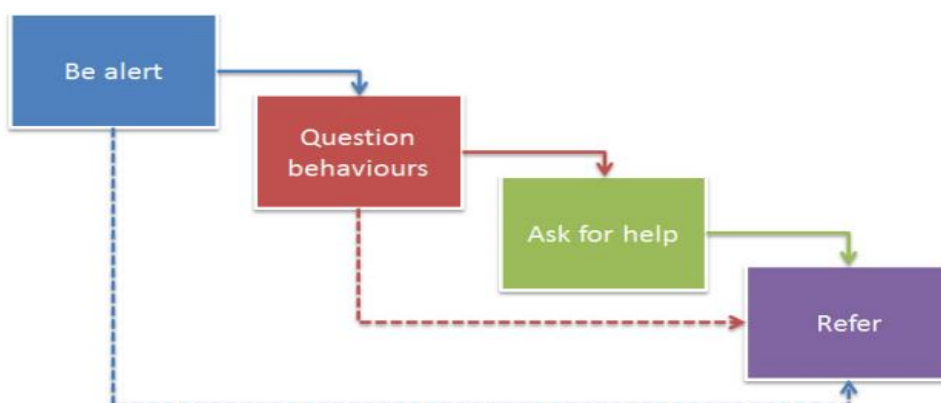 Be alert
Question
behaviours
Ask for help
Refer